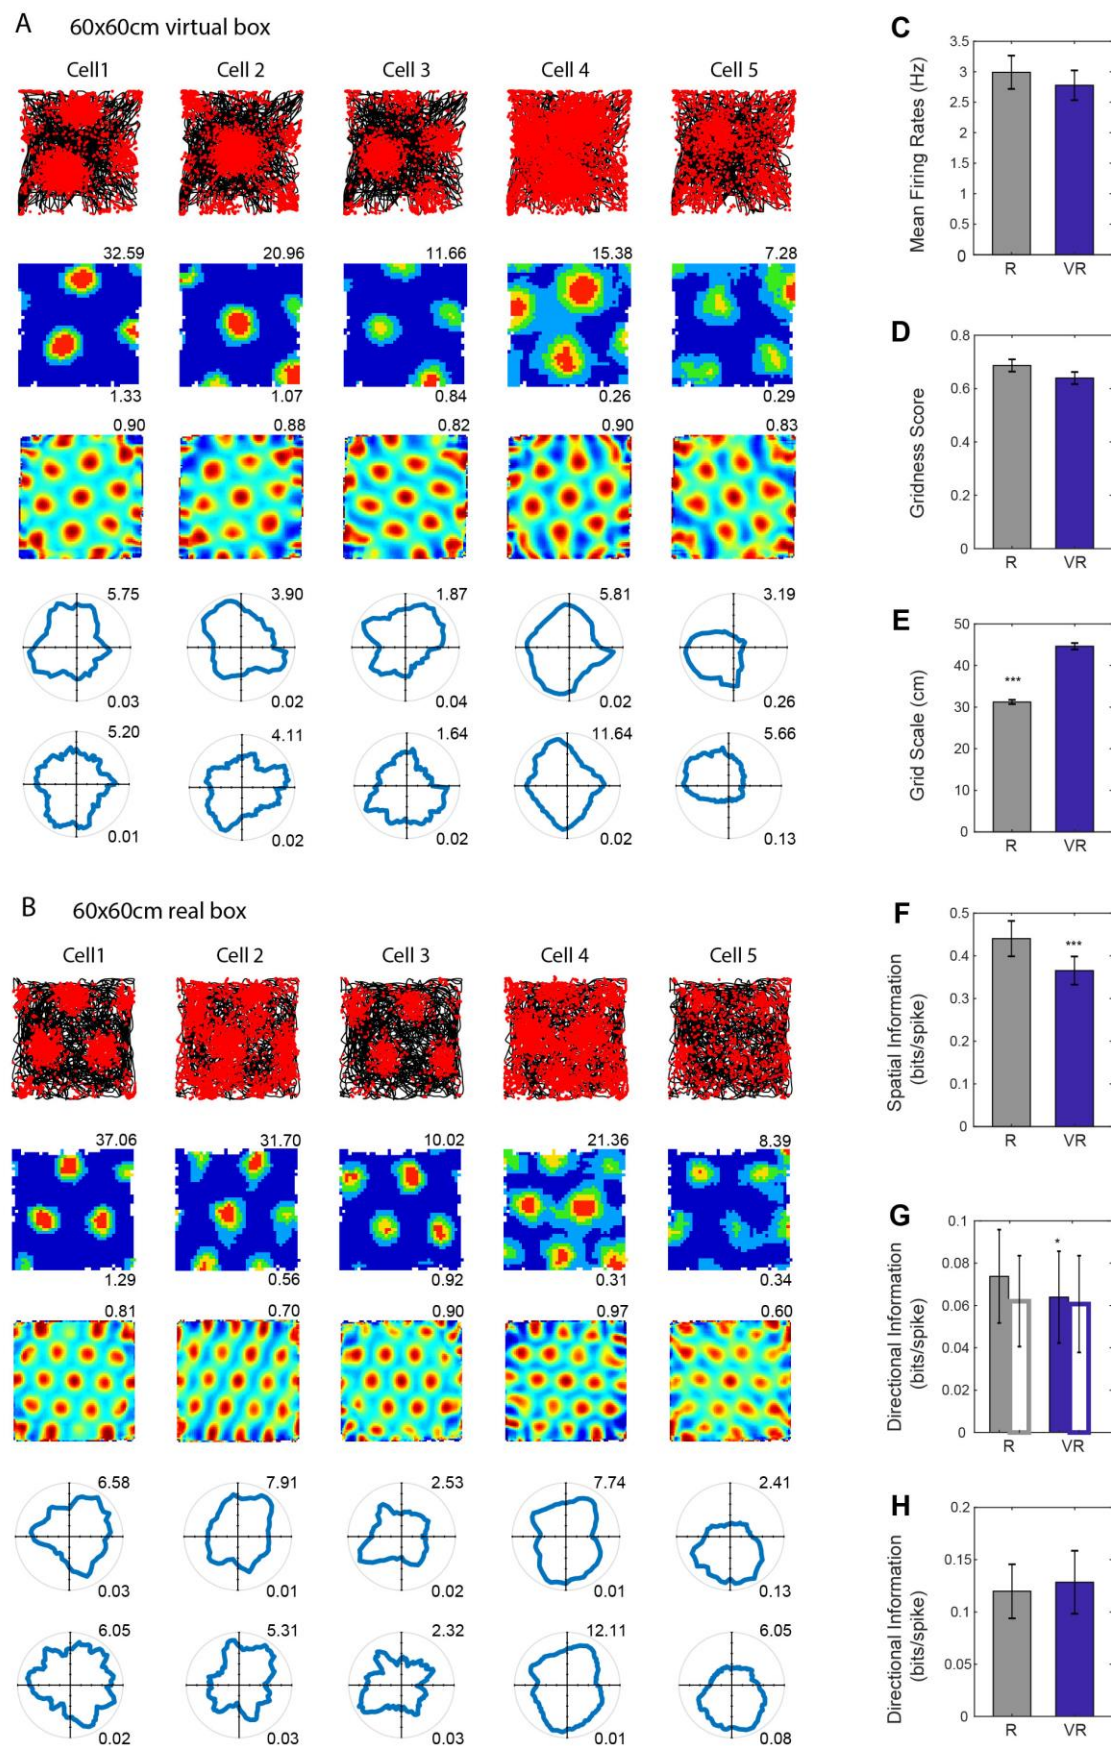 A 60x60cm virtual box
Cell1 Cell 2 Cell 3 Cell 4 Cell 5
32.59 20.96 11.66 15.38 7.28
1.33 1.07 0.84 0.26 0.29
0.90 0.88 0.82 0.90 0.83
5.75 3.90 1.87 5.81 3.19
0.03 0.02 0.04 0.02 0.26
5.20 4.11 1.64 11.64 5.66
0.01 0.02 0.02 0.02 0.13
B 60x60cm real box
Cell1 Cell 2 Cell 3 Cell 4 Cell 5
37.06 31.70 10.02 21.36 8.39
1.29 0.56 0.92 0.31 0.34
0.81 0.70 0.90 0.97 0.60
6.58 7.91 2.53 7.74 2.41
0.03 0.01 0.02 0.01 0.13
6.05 5.31 2.32 12.11 6.05
0.02 0.03 0.03 0.01 0.08
C
Mean Firing Rates (Hz)
3.5
3
2.5
2
1.5
1
0.5
0
R VR
D
Gridness Score
0.8
0.6
0.4
0.2
0
R VR
E
Grid Scale (cm)
50
40
30
20
10
0
***
R VR
F
Spatial Information
(bits/spike)
0.5
0.4
0.3
0.2
0.1
0
***
R VR
G
Directional Information
(bits/spike)
0.1
0.08
0.06
0.04
0.02
0
*
R VR
H
Directional Information
(bits/spike)
0.2
0.15
0.1
0.05
0
R VR